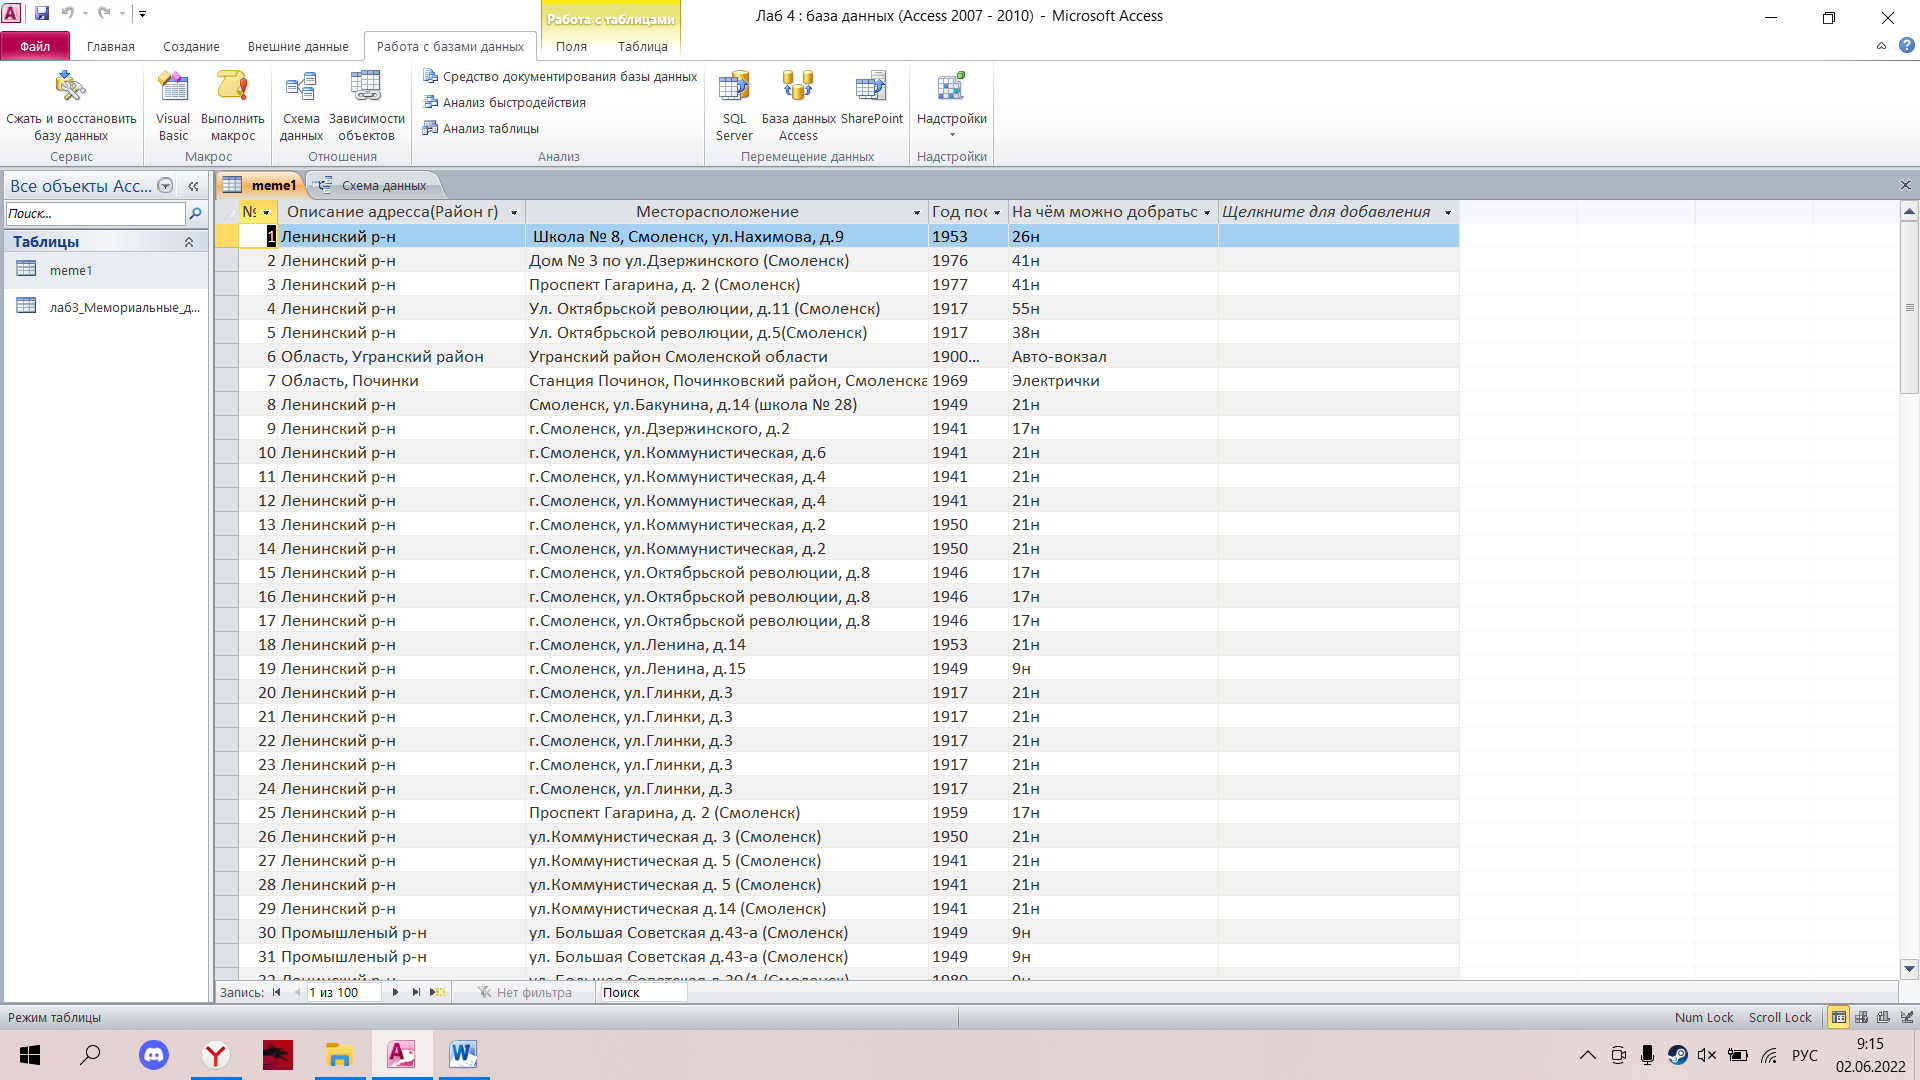 Лаб 4 : база данных (Access 2007 - 2010) - Microsoft Access
Работа с таблицами
Файл Главная Создание Внешние данные Работа с базами данных Поля Таблица
Сжать и восстановить базу данных
Visual Basic
Выполнить макрос
Схема данных
Зависимости объектов
Средство документирования базы данных
Анализ быстродействия
Анализ таблицы
SQL Server
База данных Access
SharePoint
Надстройки
Сервис Макрос Отношения Анализ Перемещение данных Надстройки
Все объекты Acc...
Поиск...
Таблицы
meme1
лаб3_Мемориальные_д...
meme1 Схема данных
№ Описание адреса(Район г) Месторасположение Год пос На чём можно добратьс Щелкните для добавления
1 Ленинский р-н Школа № 8, Смоленск, ул.Нахимова, д.9 1953 26н
2 Ленинский р-н Дом № 3 по ул.Дзержинского (Смоленск) 1976 41н
3 Ленинский р-н Проспект Гагарина, д. 2 (Смоленск) 1977 41н
4 Ленинский р-н Ул. Октябрьской революции, д.11 (Смоленск) 1917 55н
5 Ленинский р-н Ул. Октябрьской революции, д.5(Смоленск) 1917 38н
6 Область, Угранский район Угранский район Смоленской области 1900... Авто-вокзал
7 Область, Починки Станция Починок, Починковский район, Смоленска 1969 Электрички
8 Ленинский р-н Смоленск, ул.Бакунина, д.14 (школа № 28) 1949 21н
9 Ленинский р-н г.Смоленск, ул.Дзержинского, д.2 1941 17н
10 Ленинский р-н г.Смоленск, ул.Коммунистическая, д.6 1941 21н
11 Ленинский р-н г.Смоленск, ул.Коммунистическая, д.4 1941 21н
12 Ленинский р-н г.Смоленск, ул.Коммунистическая, д.4 1941 21н
13 Ленинский р-н г.Смоленск, ул.Коммунистическая, д.2 1950 21н
14 Ленинский р-н г.Смоленск, ул.Коммунистическая, д.2 1950 21н
15 Ленинский р-н г.Смоленск, ул.Октябрьской революции, д.8 1946 17н
16 Ленинский р-н г.Смоленск, ул.Октябрьской революции, д.8 1946 17н
17 Ленинский р-н г.Смоленск, ул.Октябрьской революции, д.8 1946 17н
18 Ленинский р-н г.Смоленск, ул.Ленина, д.14 1953 21н
19 Ленинский р-н г.Смоленск, ул.Ленина, д.15 1949 9н
20 Ленинский р-н г.Смоленск, ул.Глинки, д.3 1917 21н
21 Ленинский р-н г.Смоленск, ул.Глинки, д.3 1917 21н
22 Ленинский р-н г.Смоленск, ул.Глинки, д.3 1917 21н
23 Ленинский р-н г.Смоленск, ул.Глинки, д.3 1917 21н
24 Ленинский р-н г.Смоленск, ул.Глинки, д.3 1917 21н
25 Ленинский р-н Проспект Гагарина, д. 2 (Смоленск) 1959 17н
26 Ленинский р-н ул.Коммунистическая д. 3 (Смоленск) 1950 21н
27 Ленинский р-н ул.Коммунистическая д. 5 (Смоленск) 1941 21н
28 Ленинский р-н ул.Коммунистическая д. 5 (Смоленск) 1941 21н
29 Ленинский р-н ул.Коммунистическая д.14 (Смоленск) 1941 21н
30 Промышленый р-н ул. Большая Советская д.43-а (Смоленск) 1949 9н
31 Промышленый р-н ул. Большая Советская д.43-а (Смоленск) 1949 9н
32 Ленинский р-н ул. Большая Советская (Смоленск) 1980 9н
Запись: 1 из 100 Нет фильтра Поиск
Режим таблицы Num Lock Scroll Lock
РУС 9:15
02.06.2022